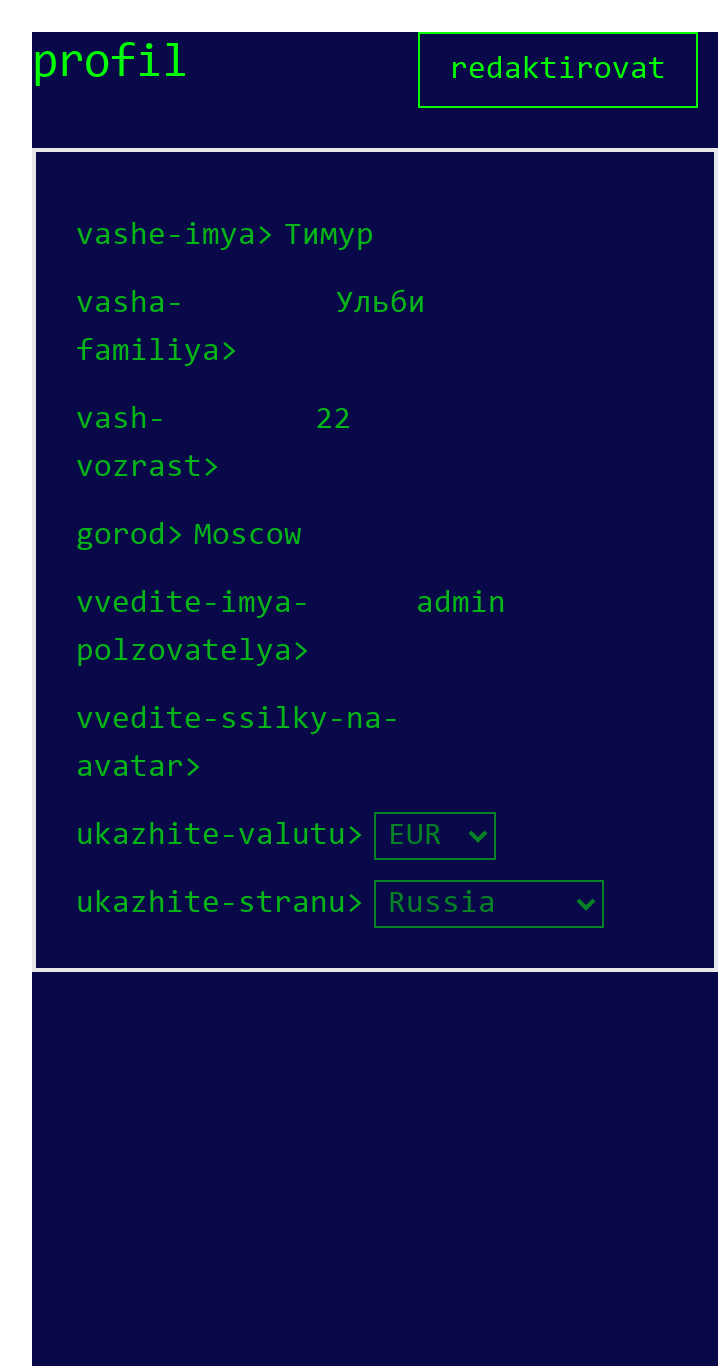 profil
redaktirovat
vashe-imya> Тимур
vasha- Ульби
familiya>
vash- 22
vozrast>
gorod> Moscow
vvedite-imya- admin
polzovatelya>
vvedite-ssilky-na-
avatar>
ukazhite-valutu> EUR
ukazhite-stranu> Russia